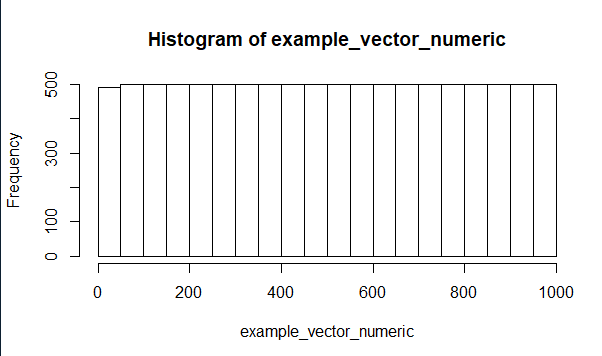 Histogram of example_vector_numeric
Frequency
500
300
100
0
0 200 400 600 800 1000
example_vector_numeric